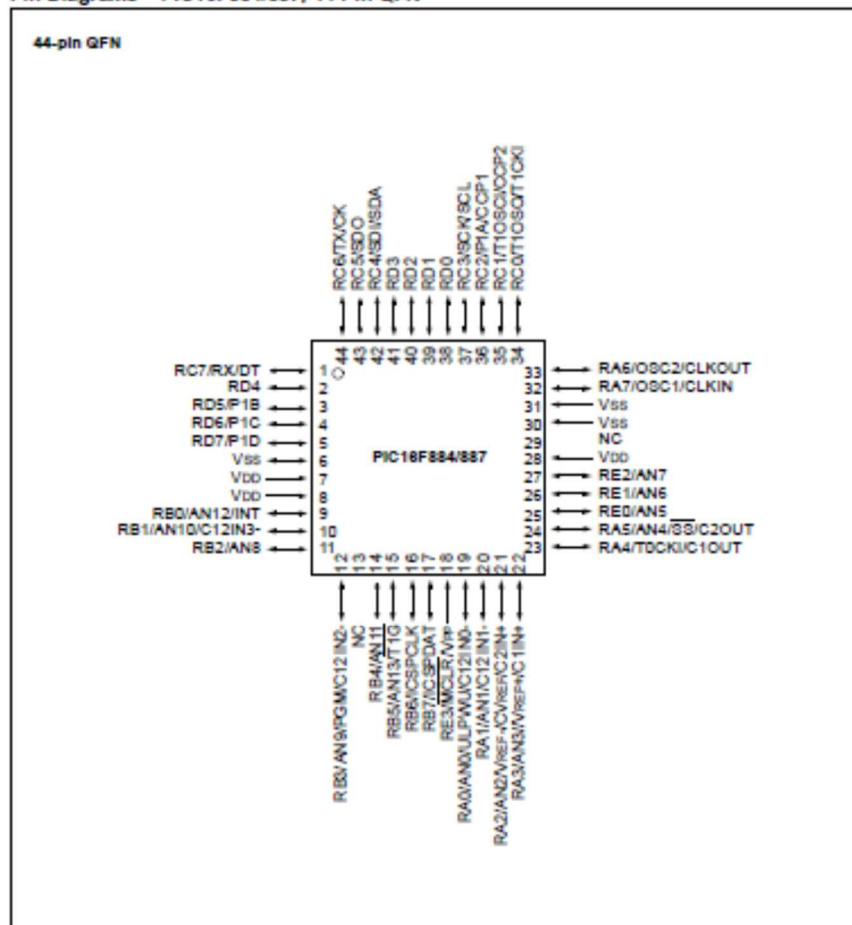 44-pin QFN
RC6/TX/CK
RC5/SDO
RC4/SDI/SDA
RD3
RD2
RD1
RD0
RC3/SCK/SCL
RC2/P1A/CCP1
RC1/T1OSCI/CCP2
RC0/T1OSO/T1CKI
44
43
42
41
40
39
38
37
36
35
34
RC7/RX/DT 1
RD4 2
RD5/P1B 3
RD6/P1C 4
RD7/P1D 5
VSS 6
VDD 7
VDD 8
RB0/AN12/INT 9
RB1/AN10/C12IN3- 10
RB2/AN8 11
PIC16F884/887
33 RA6/OSC2/CLKOUT
32 RA7/OSC1/CLKIN
31 VSS
30 VSS
29 NC
28 VDD
27 RE2/AN7
26 RE1/AN6
25 RE0/AN5
24 RA5/AN4/SS/C2OUT
23 RA4/T0CKI/C1OUT
12
13
14
15
16
17
18
19
20
21
22
RB3/AN9/PGM/C12IN2-
NC
RB4/AN11
RB5/AN13/T1G
RB6/ICSPCLK
RB7/ICSPDAT
RE3/MCLR/VPP
RA0/AN0/ULPWU/C12IN0-
RA1/AN1/C12IN1-
RA2/AN2/VREF-/CVREF/C2IN+
RA3/AN3/VREF+/C1IN+